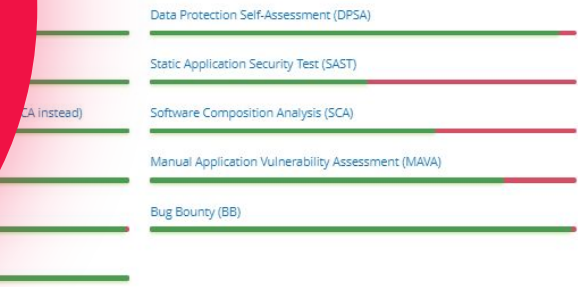 Data Protection Self-Assessment (DPSA)
Static Application Security Test (SAST)
CA instead)
Software Composition Analysis (SCA)
Manual Application Vulnerability Assessment (MAVA)
Bug Bounty (BB)